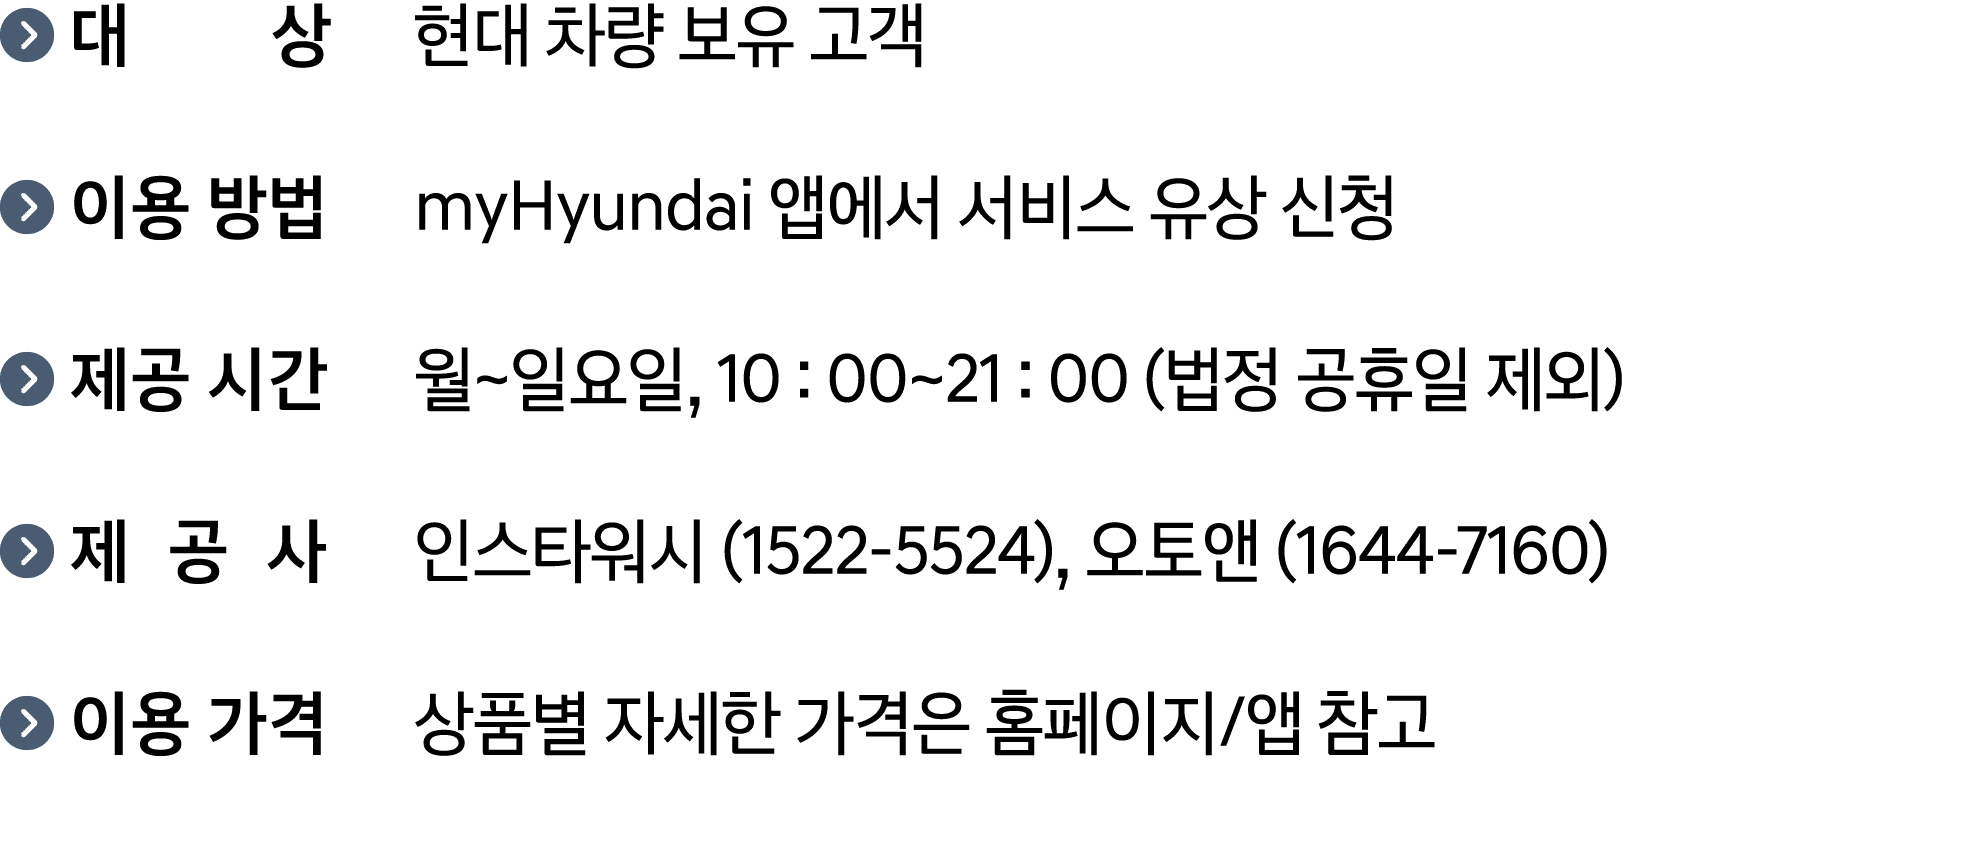 대 상 현대 차량 보유 고객
이용 방법 myHyundai 앱에서 서비스 유상 신청
제공 시간 월~일요일, 10 : 00~21 : 00 (법정 공휴일 제외)
제 공 사 인스타워시 (1522-5524), 오토앤 (1644-7160)
이용 가격 상품별 자세한 가격은 홈페이지/앱 참고